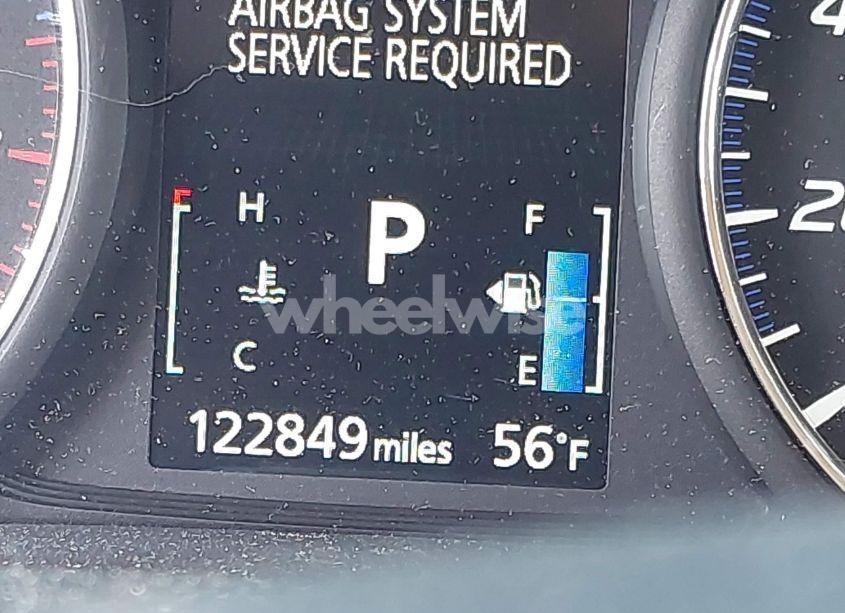 AIRBAG SYSTEM
SERVICE REQUIRED
H
P
F
C
E
wheelwise
122849 miles 56°F